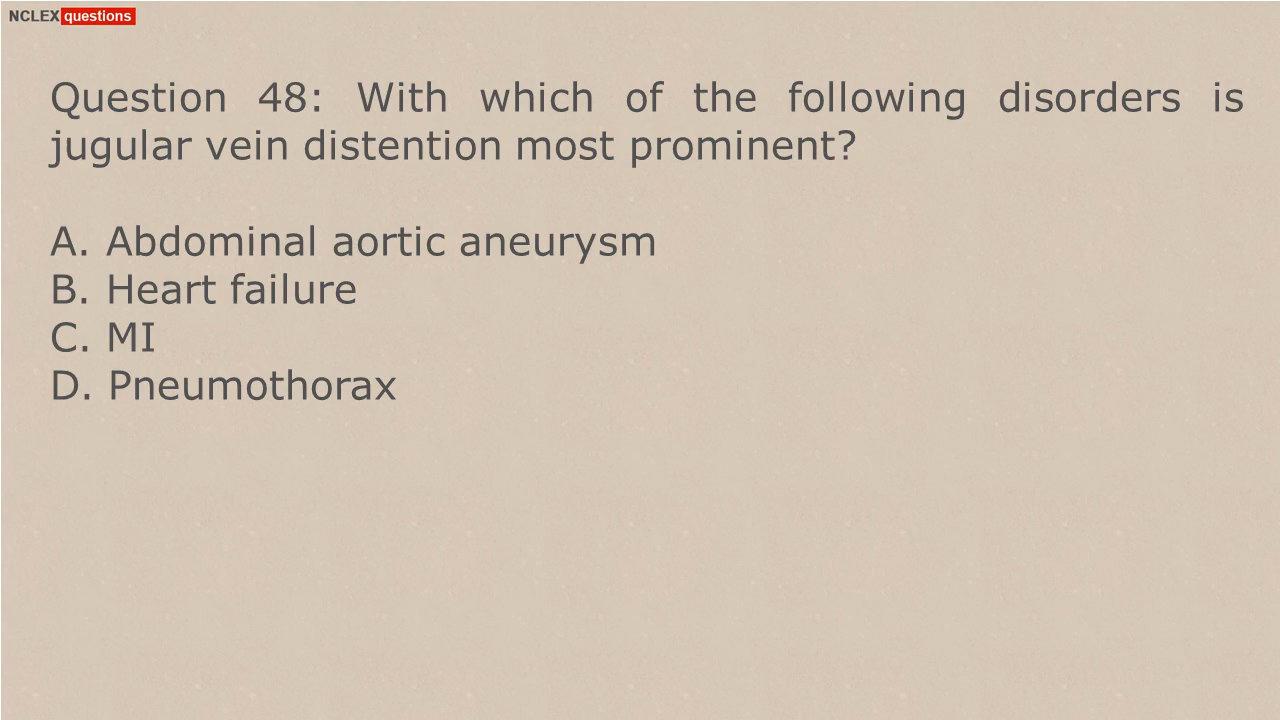 NCLEX questions
Question 48: With which of the following disorders is
jugular vein distention most prominent?
A. Abdominal aortic aneurysm
B. Heart failure
C. MI
D. Pneumothorax